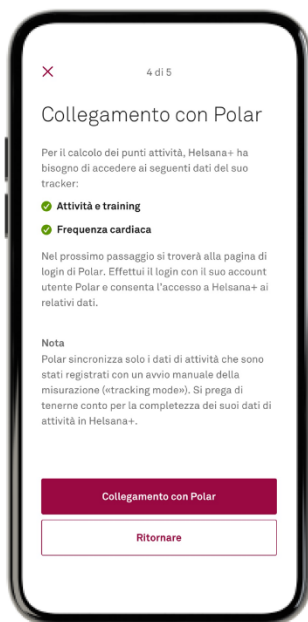 4 di 5
Collegamento con Polar
Per il calcolo dei punti attività, Helsana+ ha
bisogno di accedere ai seguenti dati del suo
tracker:
Attività e training
Frequenza cardiaca
Nel prossimo passaggio si troverà alla pagina di
login di Polar. Effettui il login con il suo account
utente Polar e consenta l'accesso a Helsana+ ai
relativi dati.
Nota
Polar sincronizza solo i dati di attività che sono
stati registrati con un avvio manuale della
misurazione («tracking mode»). Si prega di
tenerne conto per la completezza dei suoi dati di
attività in Helsana+.
Collegamento con Polar
Ritornare